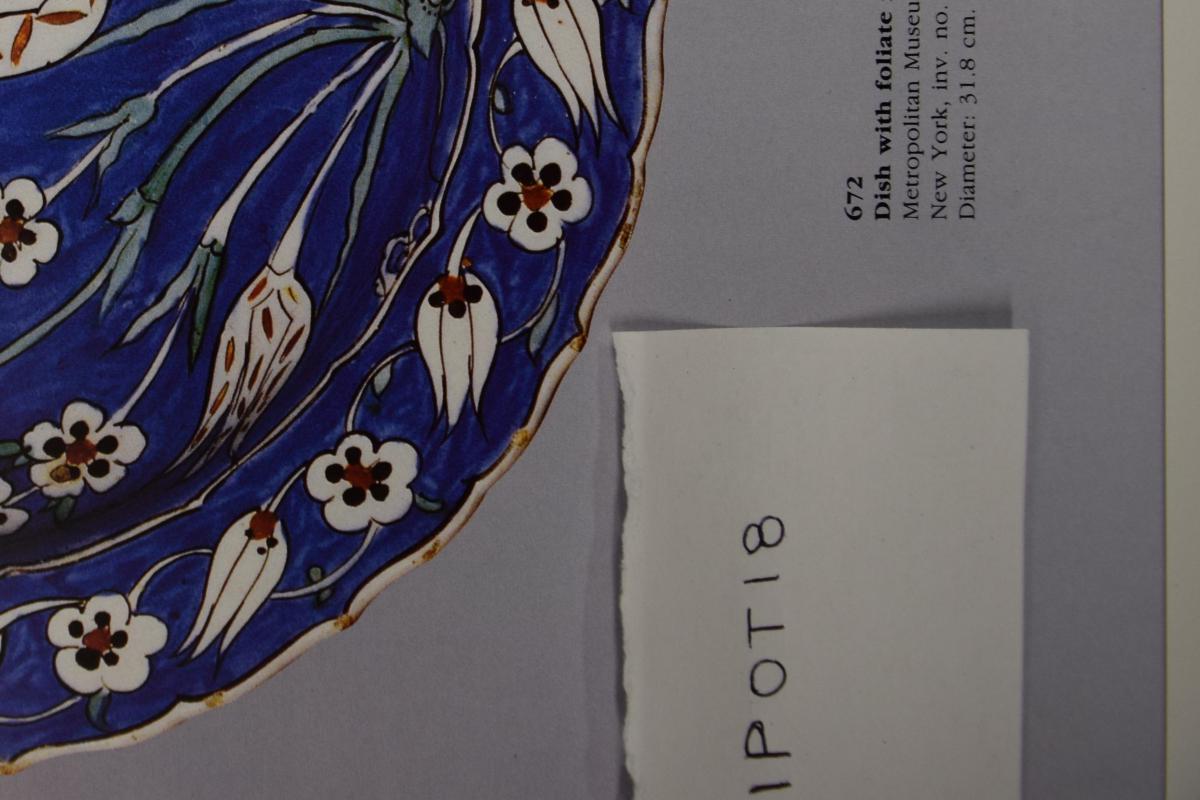 672
Dish with foliate
Metropolitan Museu
New York, inv. no.
Diameter: 31.8 cm.
IPOT18